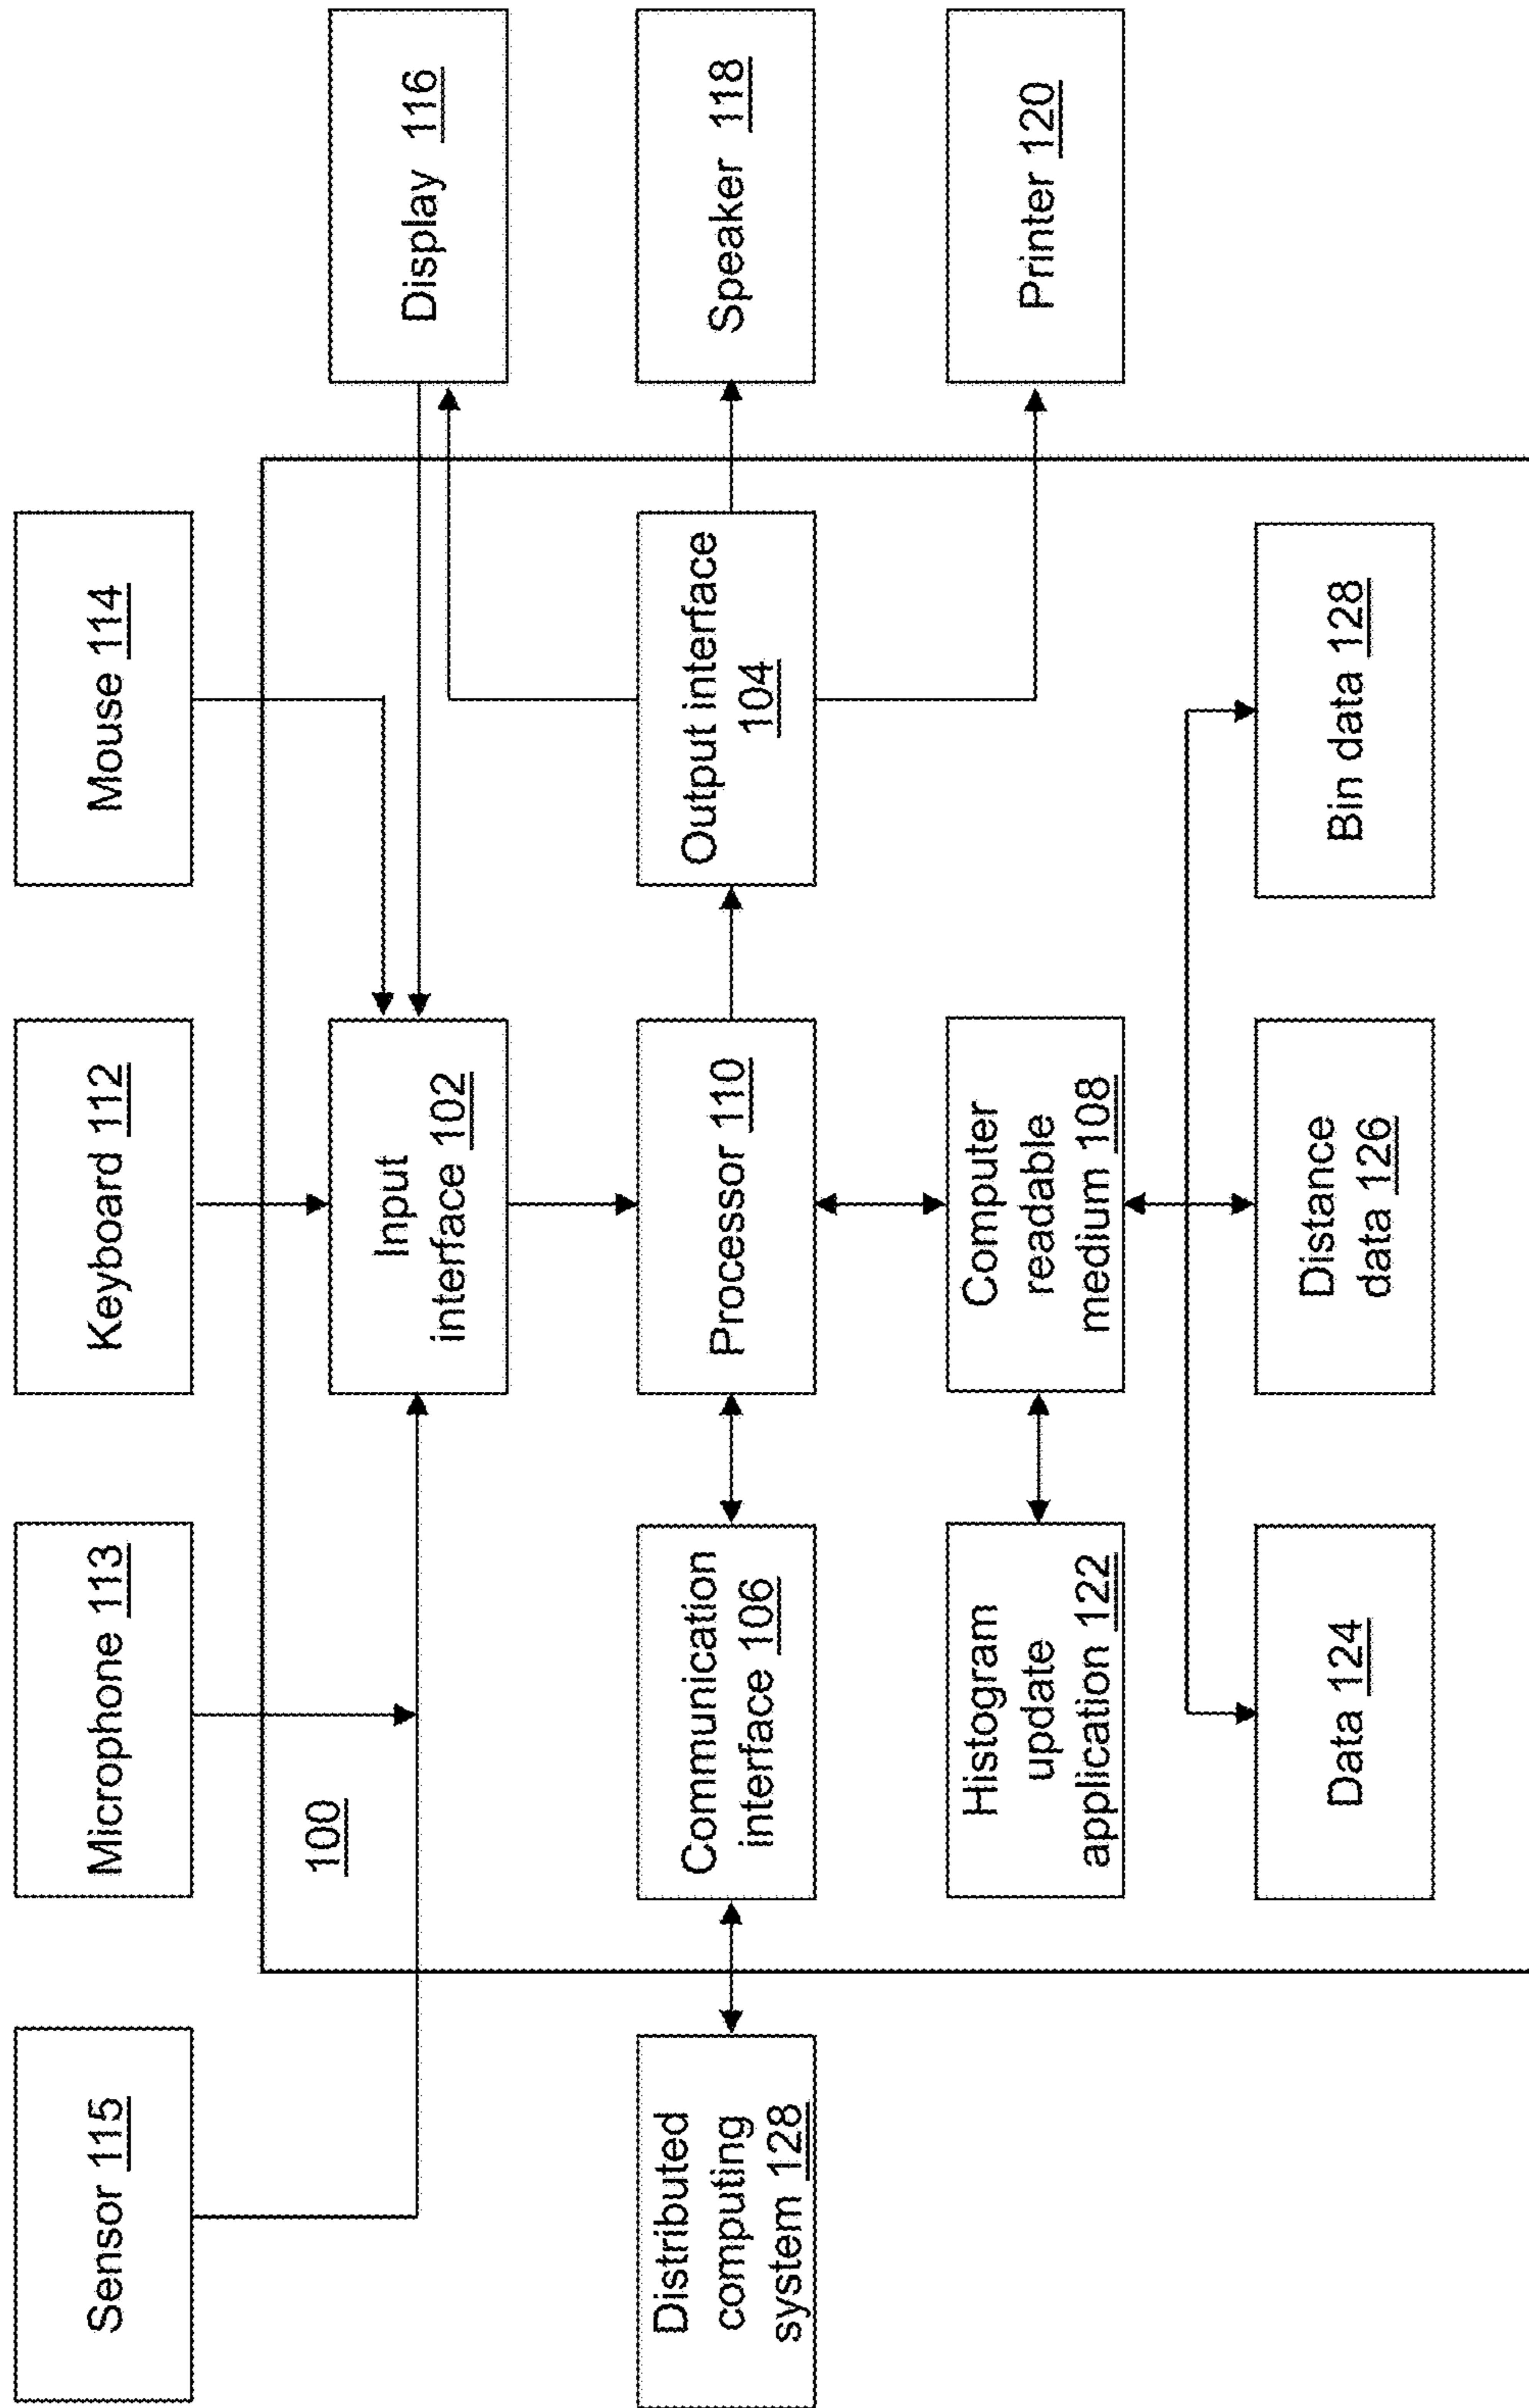 Sensor 115
Microphone 113
Keyboard 112
Mouse 114
100
Input
interface 102
Display 116
Distributed
computing
system 128
Communication
interface 106
Processor 110
Output interface
104
Speaker 118
Histogram
update
application 122
Computer
readable
medium 108
Printer 120
Data 124
Distance
data 126
Bin data 128